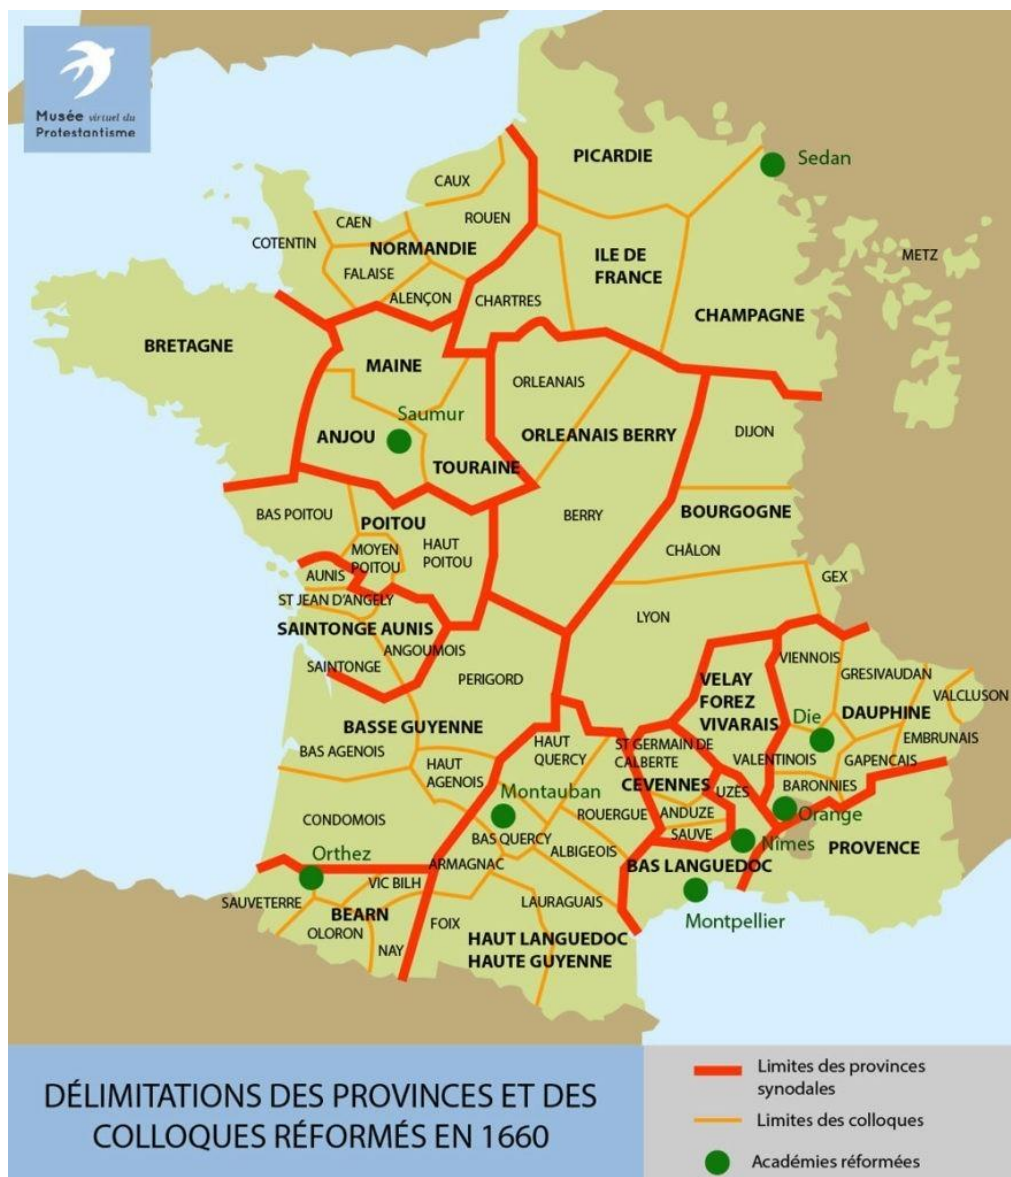 Musée virtuel du
Protestantisme
PICARDIE
Sedan
CAUX
ROUEN
CAEN
COTENTIN
NORMANDIE
FALAISE
ALENÇON
CHARTRES
ILE DE
FRANCE
METZ
CHAMPAGNE
BRETAGNE
MAINE
ORLEANAIS
Saumur
ANJOU
TOURAINE
ORLEANAIS BERRY
DIJON
BERRY
BOURGOGNE
CHÂLON
BAS POITOU
POITOU
MOYEN
POITOU
HAUT
POITOU
AUNIS
ST JEAN D'ANGELY
SAINTONGE AUNIS
ANGOUMOIS
SAINTONGE
GEX
LYON
PERIGORD
VIENNOIS
GRESIVAUDAN
VALCLUSON
VELAY
FOREZ
VIVARAIS
DAUPHINE
Die
EMBRUNAIS
VALENTINOIS
GAPENCAIS
BARONNIES
BASSE GUYENNE
BAS AGENOIS
HAUT
AGENOIS
HAUT
QUERCY
ST GERMAIN DE
CALBERTE
CEVENNES
UZÈS
Montauban
ROUERGUE
ANDUZE
SAUVE
Orange
Nimes
PROVENCE
CONDOMOIS
BAS QUERCY
ALBIGEOIS
BAS LANGUEDOC
Orthez
ARMAGNAC
VIC BILH
SAUVETERRE
BEARN
OLORON
NAY
FOIX
LAURAGUAIS
Montpellier
HAUT LANGUEDOC
HAUTE GUYENNE
DÉLIMITATIONS DES PROVINCES ET DES
COLLOQUES RÉFORMÉS EN 1660
Limites des provinces
synodales
Limites des colloques
Académies réformées